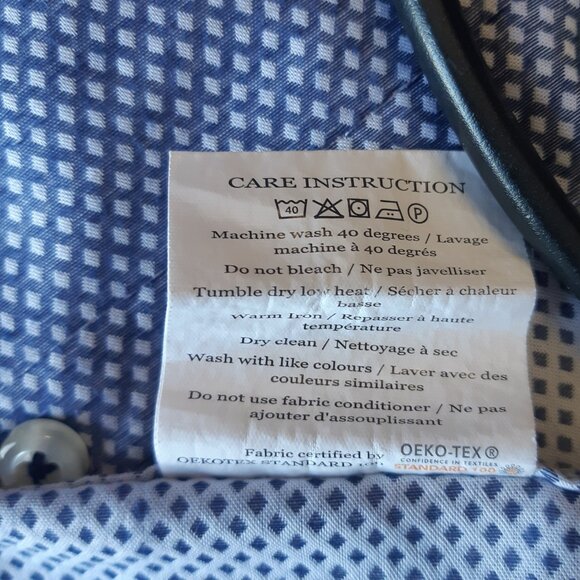 CARE INSTRUCTION
40 P
Machine wash 40 degrees / Lavage
machine à 40 degrés
Do not bleach / Ne pas javelliser
Tumble dry low heat / Sécher à chaleur
basse
Warm Iron / Repasser à haute
température
Dry clean / Nettoyage à sec
Wash with like colours / Laver avec des
couleurs similaires
Do not use fabric conditioner / Ne pas
ajouter d'assouplissant
Fabric certified by OEKO-TEX®
CONFIDENCE IN TEXTILES
OEKOTEX STANDARD 100 STANDARD 100